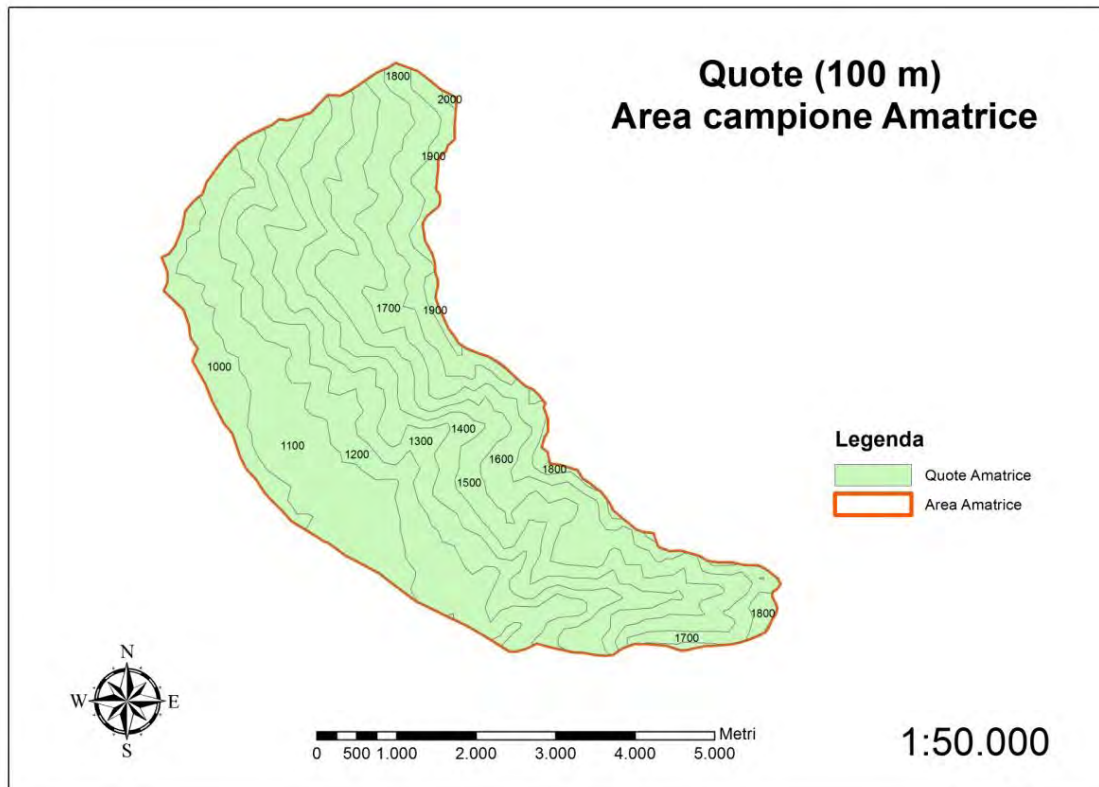 Quote (100 m)
Area campione Amatrice
1800
2000
1900
1700
1900
1000
1400
1300
1100
1200
1600
1800
1500
1800
1700
Legenda
Quote Amatrice
Area Amatrice
N
W E
S
Metri
0 500 1.000 2.000 3.000 4.000 5.000
1:50.000